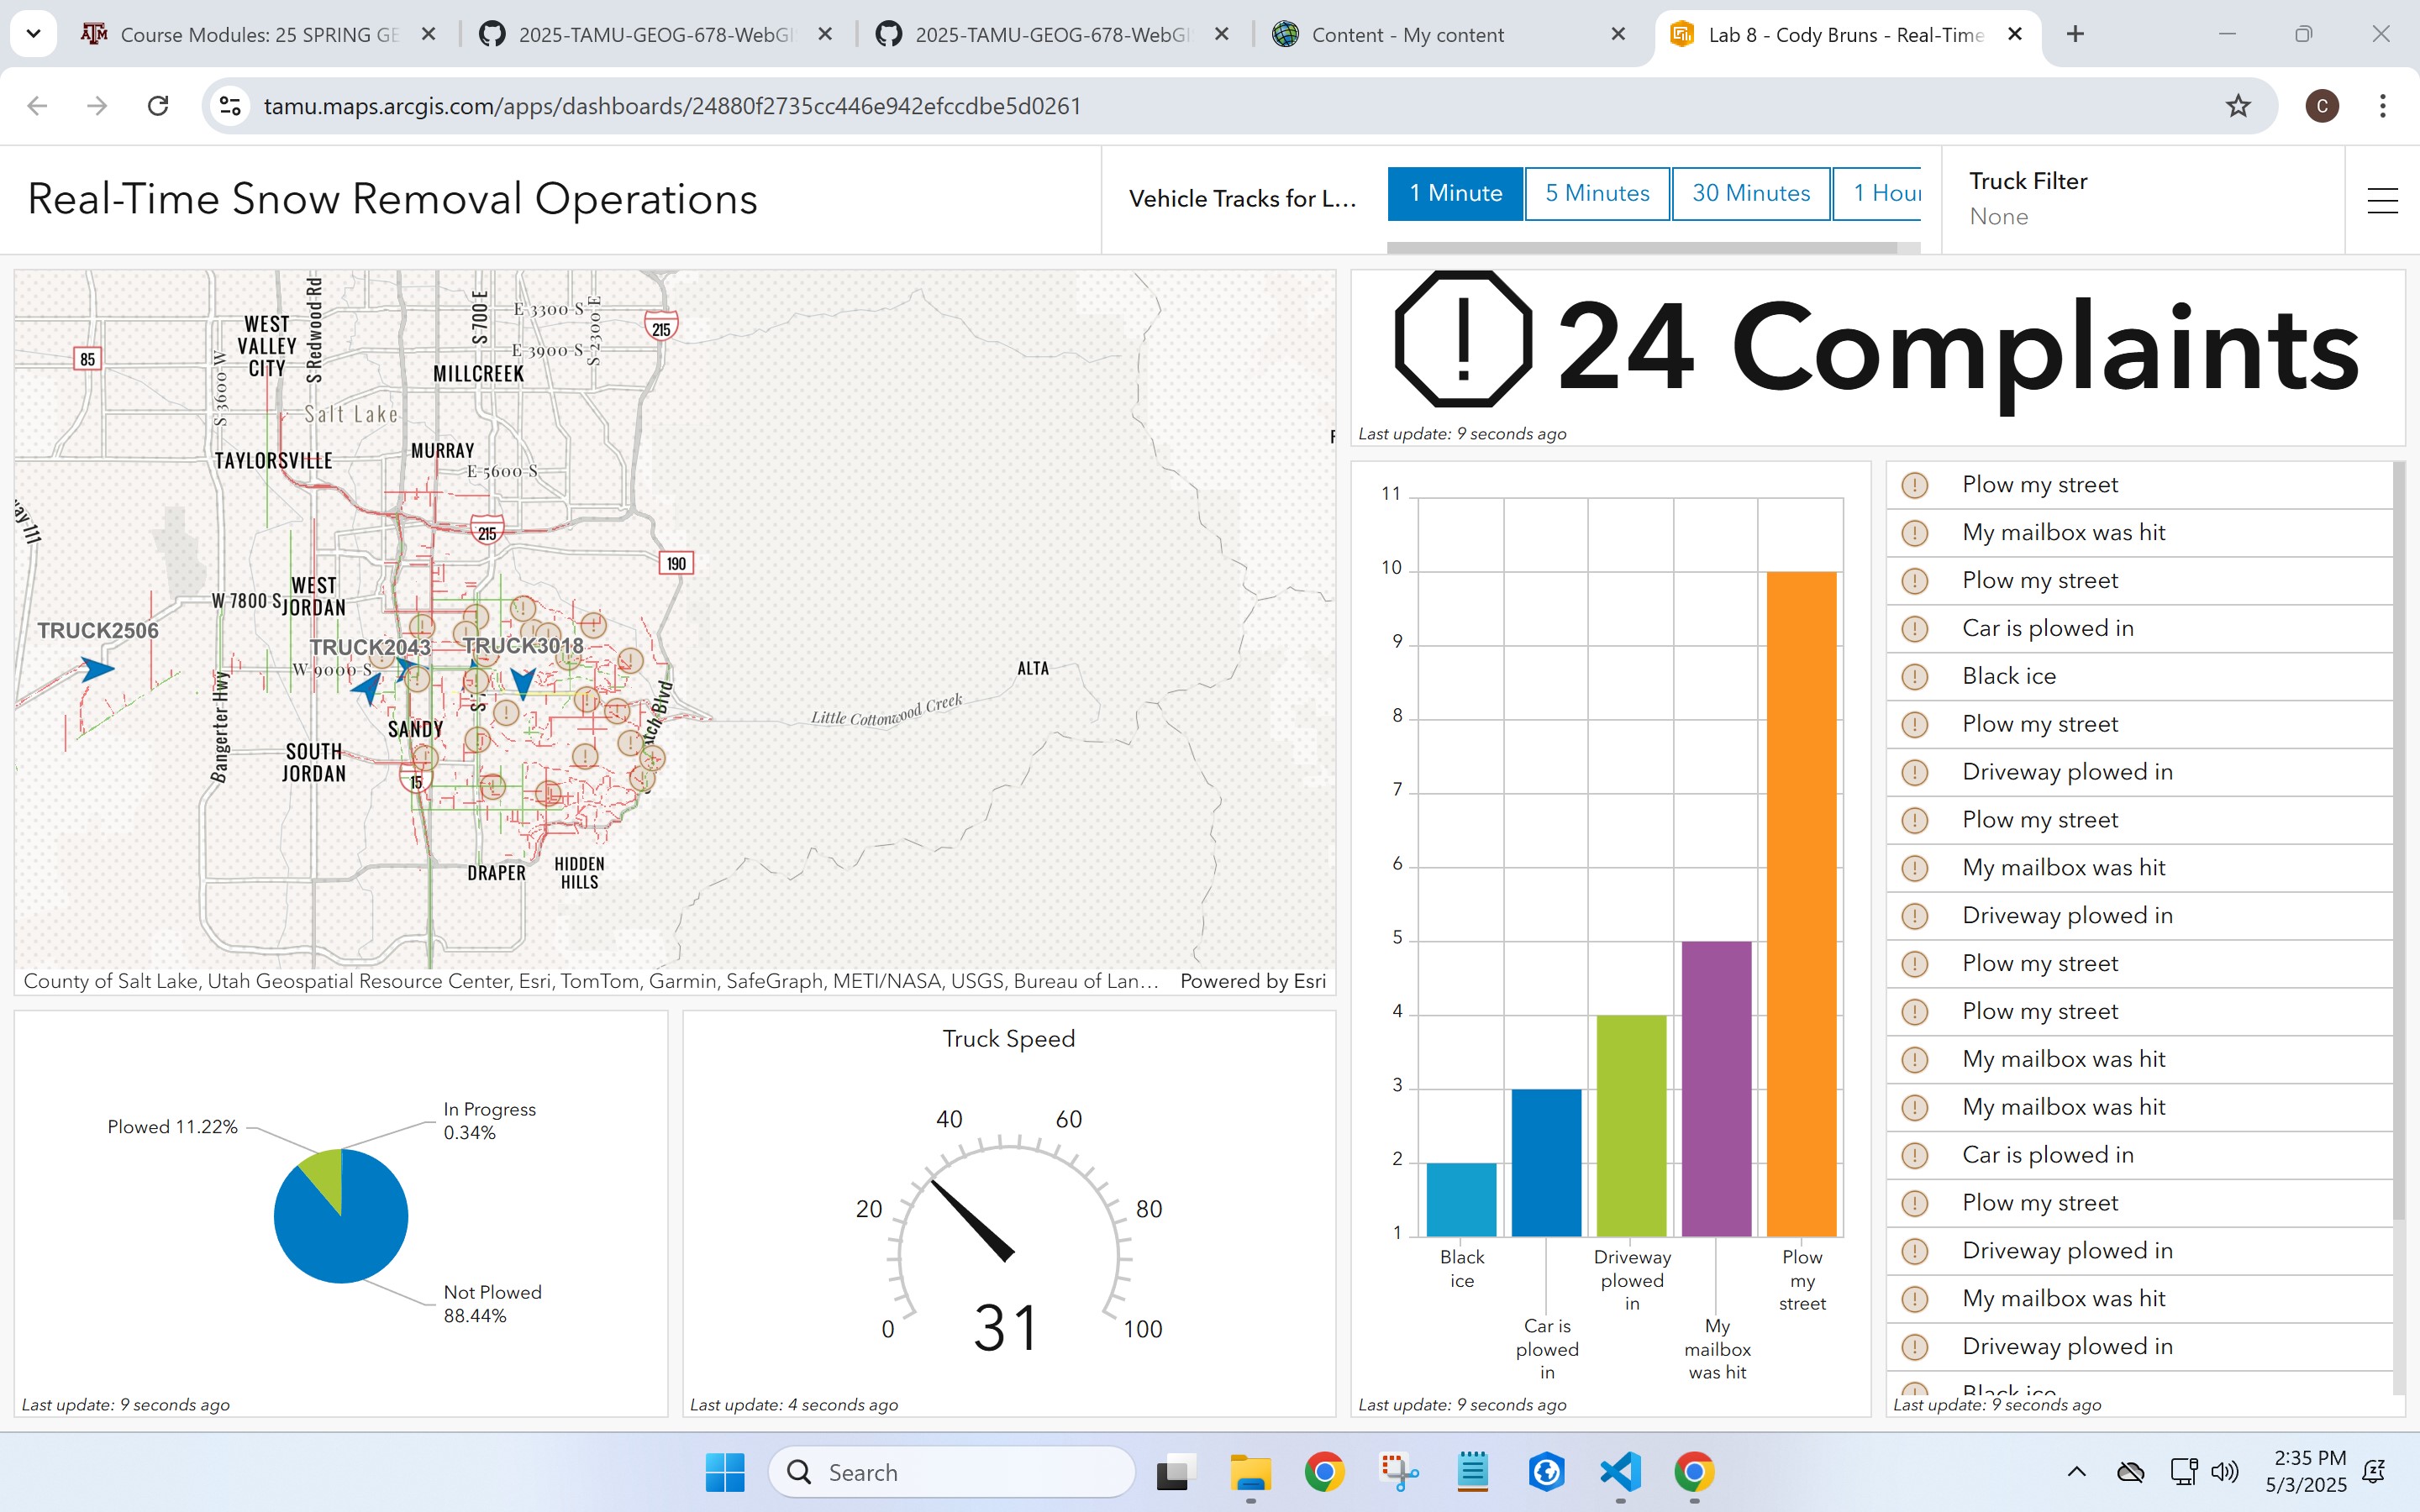 Course Modules: 25 SPRING GE
2025-TAMU-GEOG-678-WebGI
2025-TAMU-GEOG-678-WebGI
Content - My content
Lab 8 - Cody Bruns - Real-Time
tamu.maps.arcgis.com/apps/dashboards/24880f2735cc446e942efccdbe5d0261
C
Real-Time Snow Removal Operations
Vehicle Tracks for L...
1 Minute
5 Minutes
30 Minutes
1 Hour
Truck Filter
None
WEST
VALLEY
CITY
S Redwood Rd
S 3600 W
S 700 E
E 3300 S
E 3900 S
S 2300 E
215
85
MILLCREEK
Salt Lake
TAYLORSVILLE
MURRAY
E 5600 S
215
190
WEST
JORDAN
W 7800 S
TRUCK2506
TRUCK2043
TRUCK3018
W 9000 S
ALTA
Little Cottonwood Creek
Bangerter Hwy
SANDY
SOUTH
JORDAN
15
DRAPER
HIDDEN
HILLS
County of Salt Lake, Utah Geospatial Resource Center, Esri, TomTom, Garmin, SafeGraph, METI/NASA, USGS, Bureau of Lan...
Powered by Esri
24 Complaints
Last update: 9 seconds ago
11
10
9
8
7
6
5
4
3
2
1
Black
ice
Car is
plowed
in
Driveway
plowed
in
My
mailbox
was hit
Plow
my
street
Last update: 9 seconds ago
Plow my street
My mailbox was hit
Plow my street
Car is plowed in
Black ice
Plow my street
Driveway plowed in
Plow my street
My mailbox was hit
Driveway plowed in
Plow my street
Plow my street
My mailbox was hit
My mailbox was hit
Car is plowed in
Plow my street
Driveway plowed in
My mailbox was hit
Driveway plowed in
Black ice
Last update: 9 seconds ago
Plowed 11.22%
In Progress
0.34%
Not Plowed
88.44%
Last update: 9 seconds ago
Truck Speed
0
20
40
60
80
100
31
Last update: 4 seconds ago
Search
2:35 PM
5/3/2025